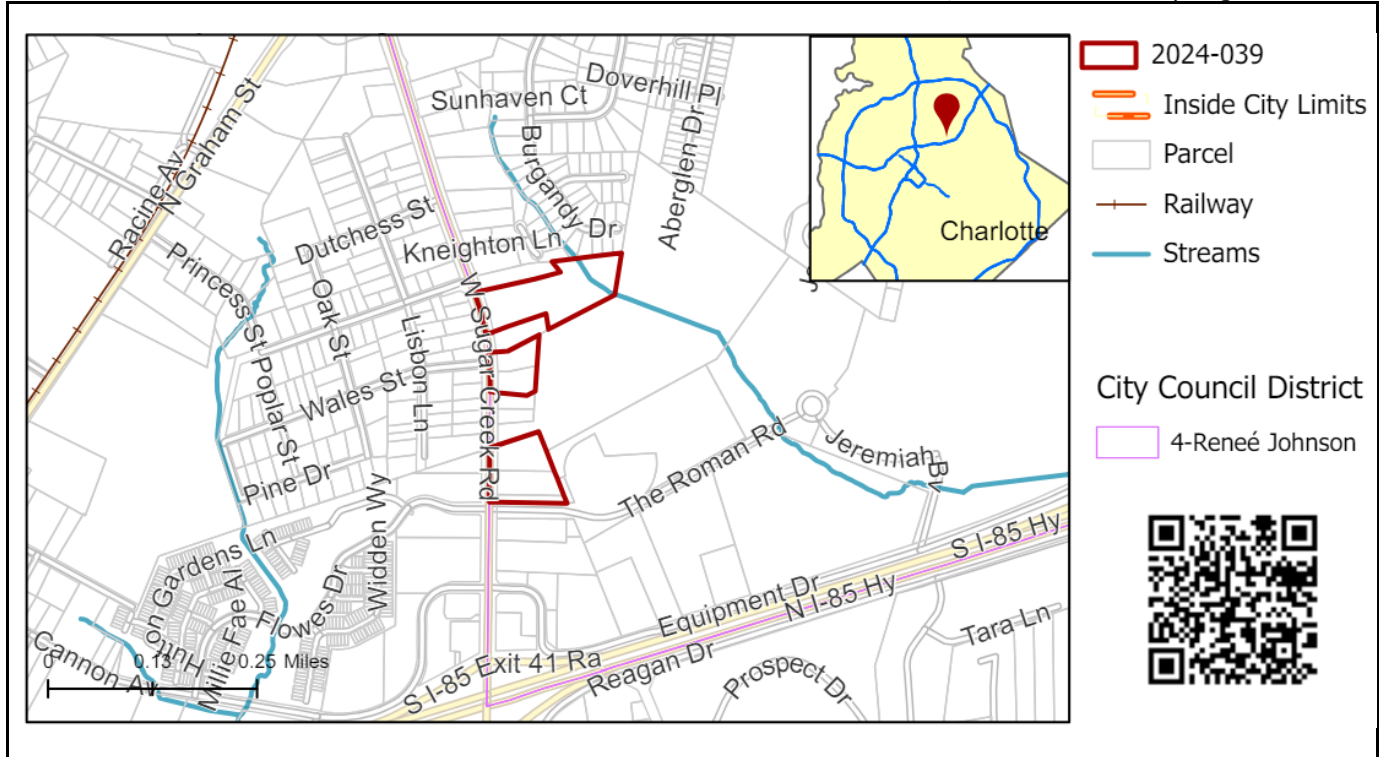 Sunhaven Ct
Doverhill Pl
Burgandy Dr
Aberglen Dr
Racine Av
N Graham St
Dutchess St
Kneighton Ln
Princess St
Oak St
Lisbon Ln
W Sugar Creek Rd
Poplar St
Wales St
Pine Dr
Widden Wy
The Roman Rd
Jeremiah Bv
Gardens Ln
Flowes Dr
Millie Fae Al
Cannon Av
0 0.13 0.25 Miles
S I-85 Exit 41 Ra
Equipment Dr
Reagan Dr
N I-85 Hy
S I-85 Hy
Tara Ln
Prospect Dr
Charlotte
2024-039
Inside City Limits
Parcel
Railway
Streams
City Council District
4-Reneé Johnson